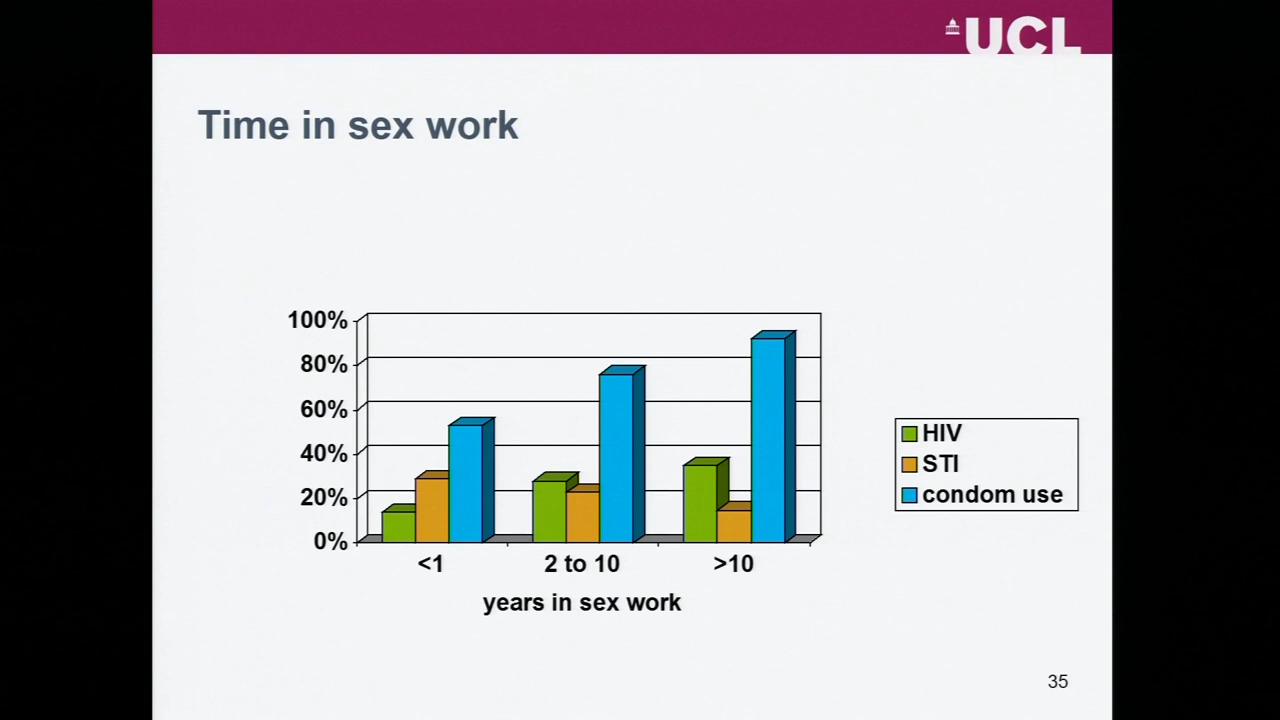 UCL
Time in sex work
100%
80%
60%
40%
20%
0%
<1 2 to 10 >10
years in sex work
HIV
STI
condom use
35